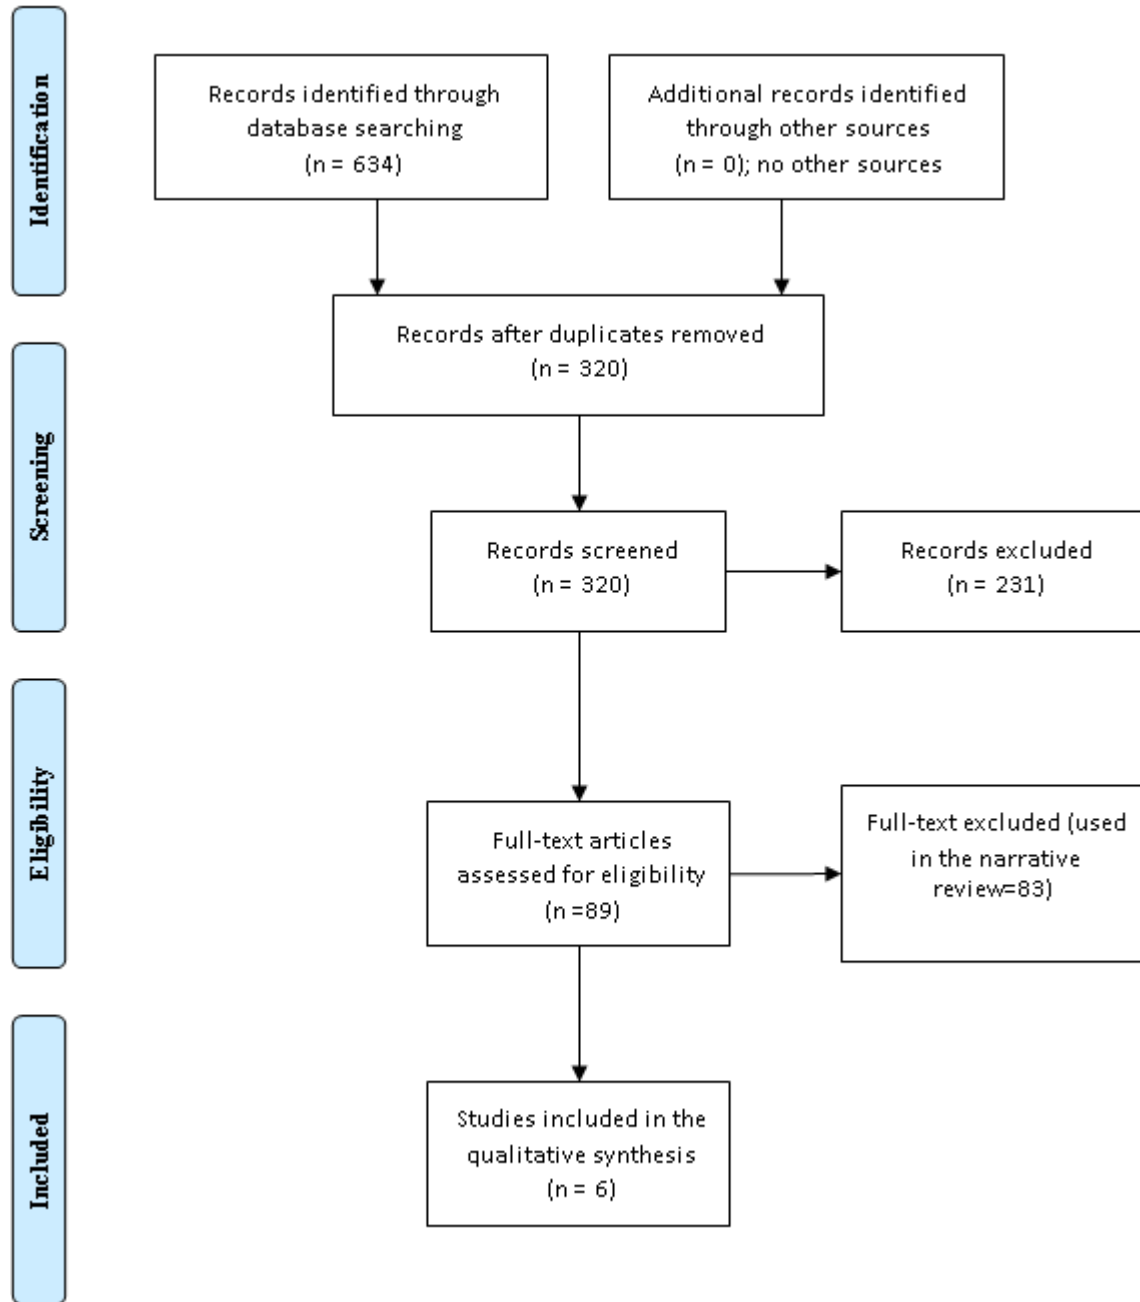 Identification
Records identified through
database searching
(n = 634)
Additional records identified
through other sources
(n = 0); no other sources
Records after duplicates removed
(n = 320)
Screening
Records screened
(n = 320)
Records excluded
(n = 231)
Eligibility
Full-text articles
assessed for eligibility
(n =89)
Full-text excluded (used
in the narrative
review=83)
Included
Studies included in the
qualitative synthesis
(n = 6)